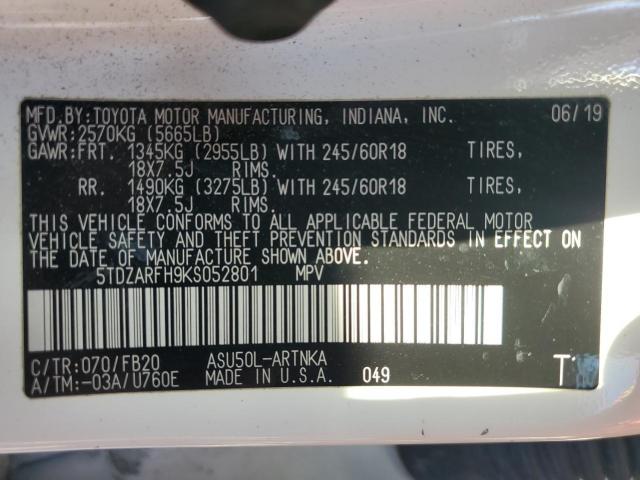 MFD.BY:TOYOTA MOTOR MANUFACTURING, INDIANA, INC. 06/19
GVWR:2570KG (5665LB)
GAWR:FRT. 1345KG (2955LB) WITH 245/60R18 TIRES,
18X7.5J RIMS.
RR. 1490KG (3275LB) WITH 245/60R18 TIRES,
18X7.5J RIMS.
THIS VEHICLE CONFORMS TO ALL APPLICABLE FEDERAL MOTOR
VEHICLE SAFETY AND THEFT PREVENTION STANDARDS IN EFFECT ON
THE DATE OF MANUFACTURE SHOWN ABOVE.
5TDZARFH9KS052801 MPV
C/TR:070/FB20 ASU50L-ARTNKA
A/TM:-03A/U760E MADE IN U.S.A. 049 T